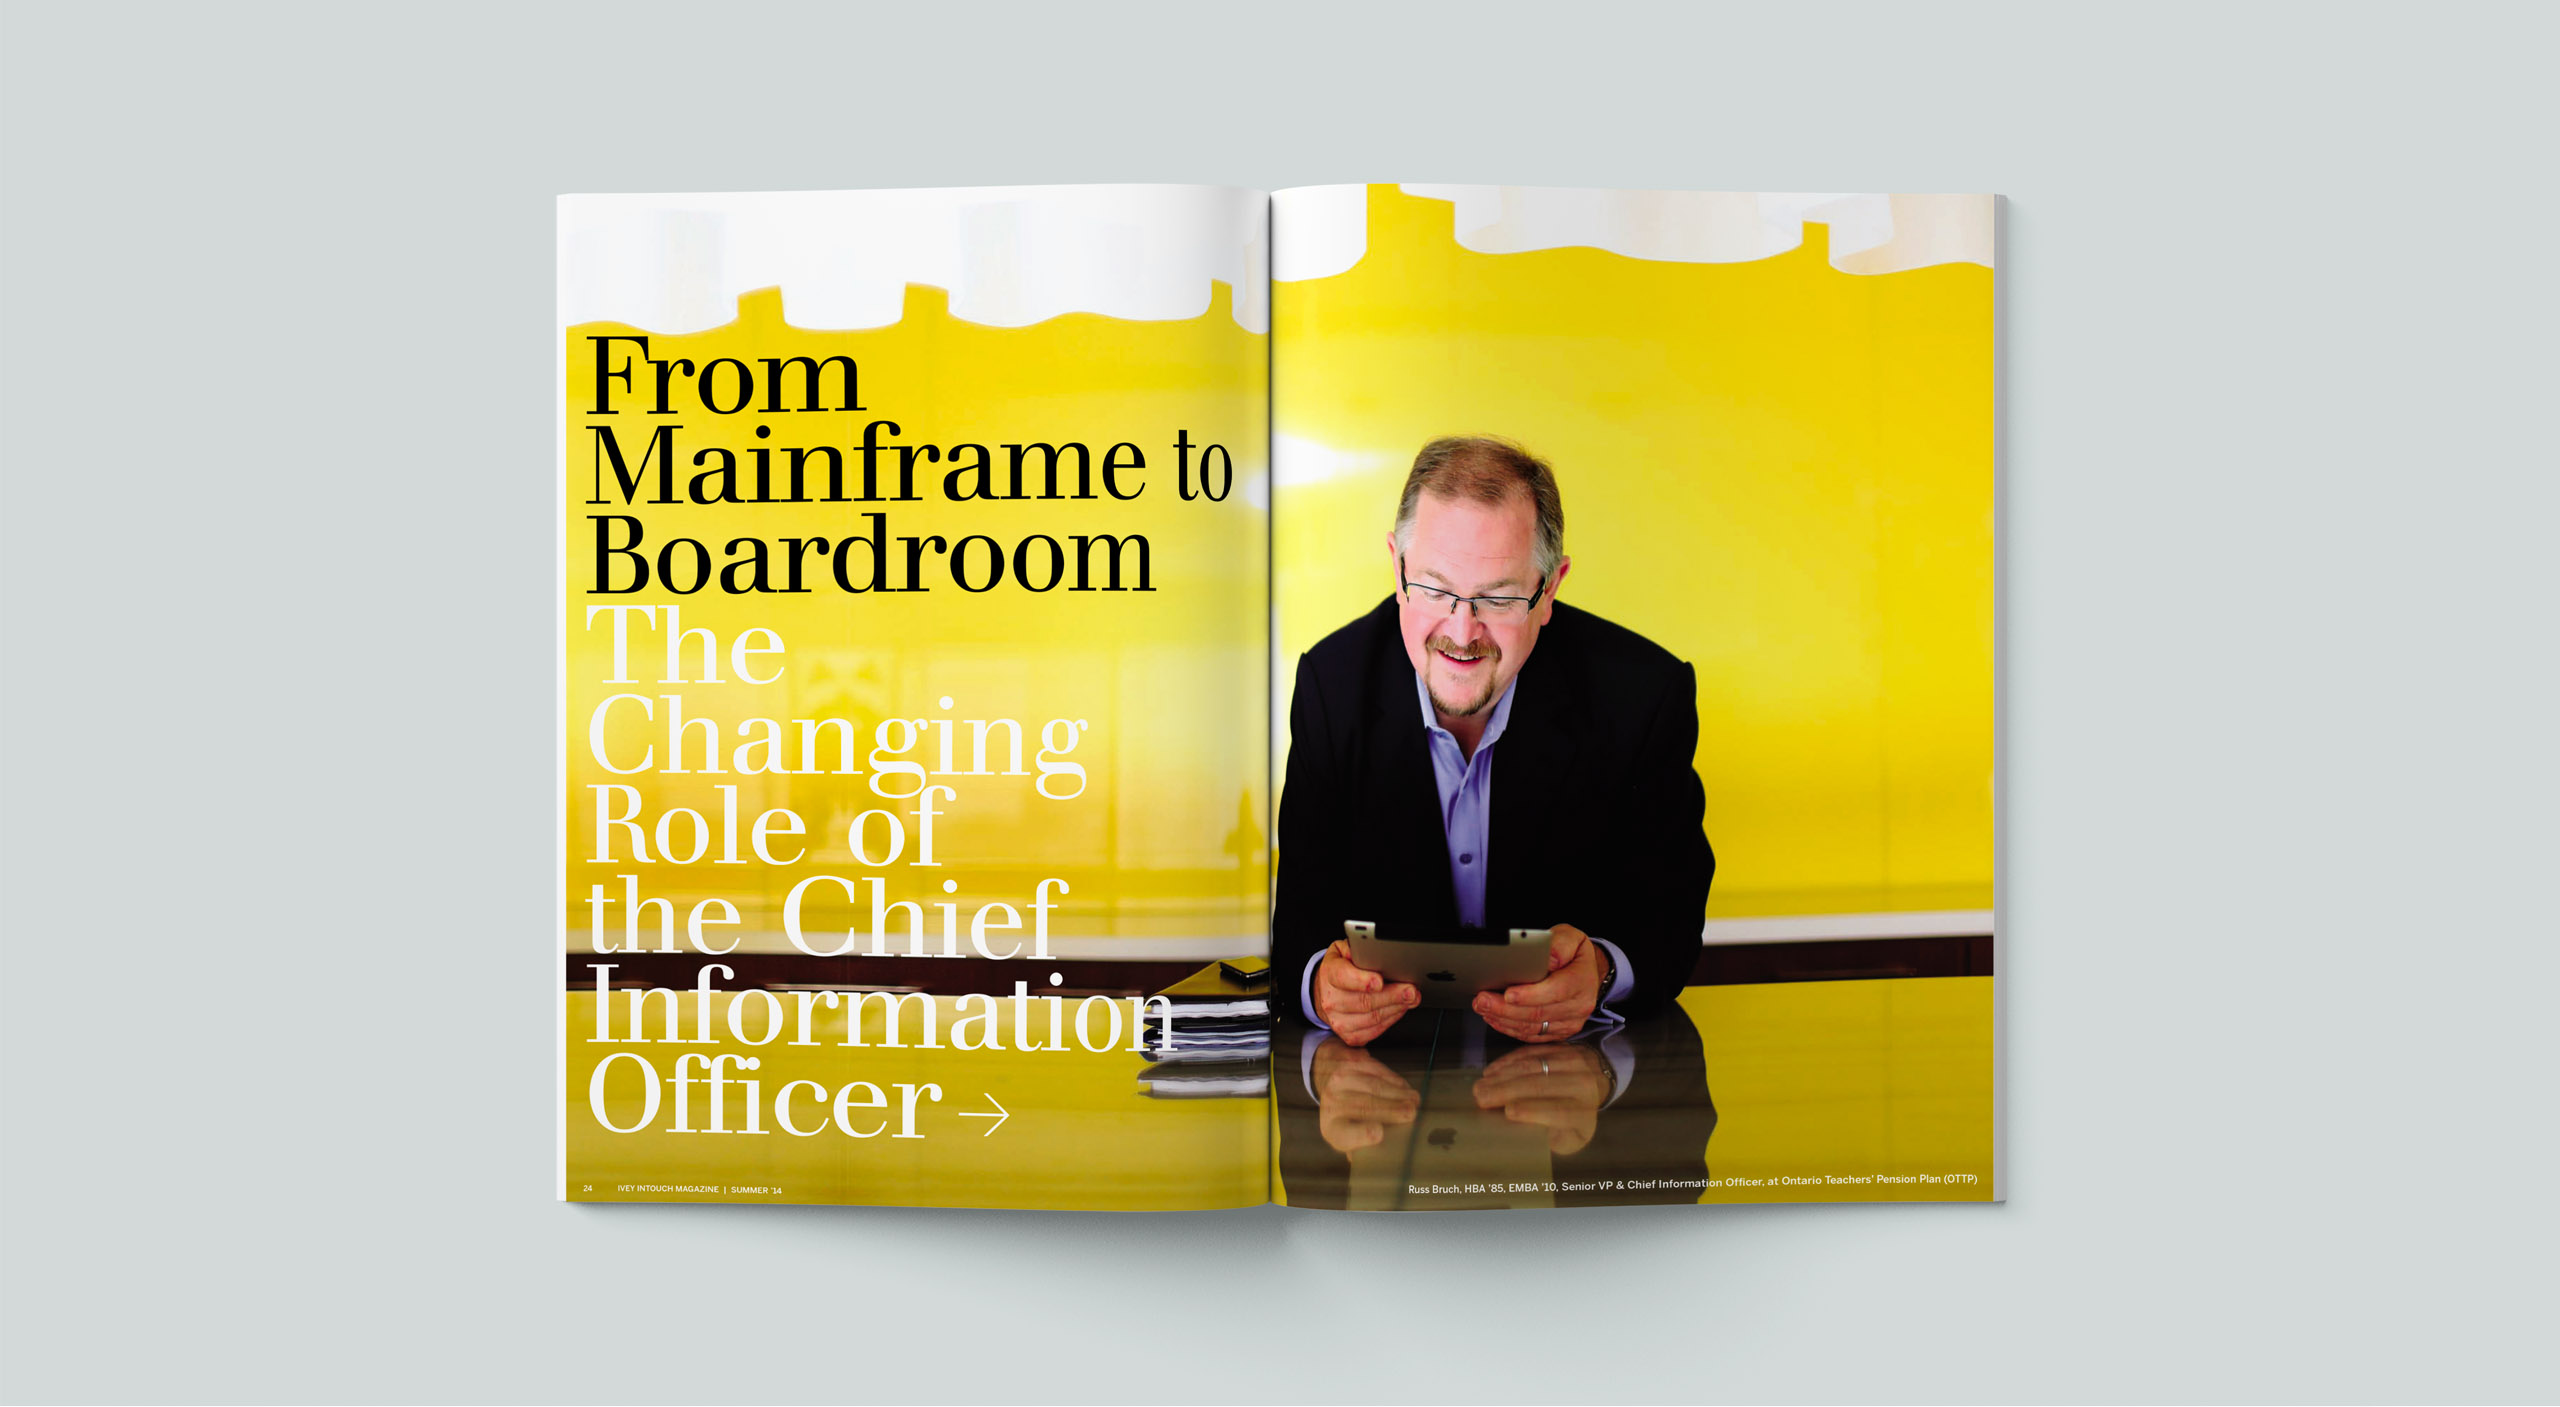 From
Mainframe to
Boardroom
The
Changing
Role of
the Chief
Information
Officer →
24 IVEY INTOUCH MAGAZINE | SUMMER '14
Russ Bruch, HBA '85, EMBA '10, Senior VP & Chief Information Officer, at Ontario Teachers' Pension Plan (OTTP)